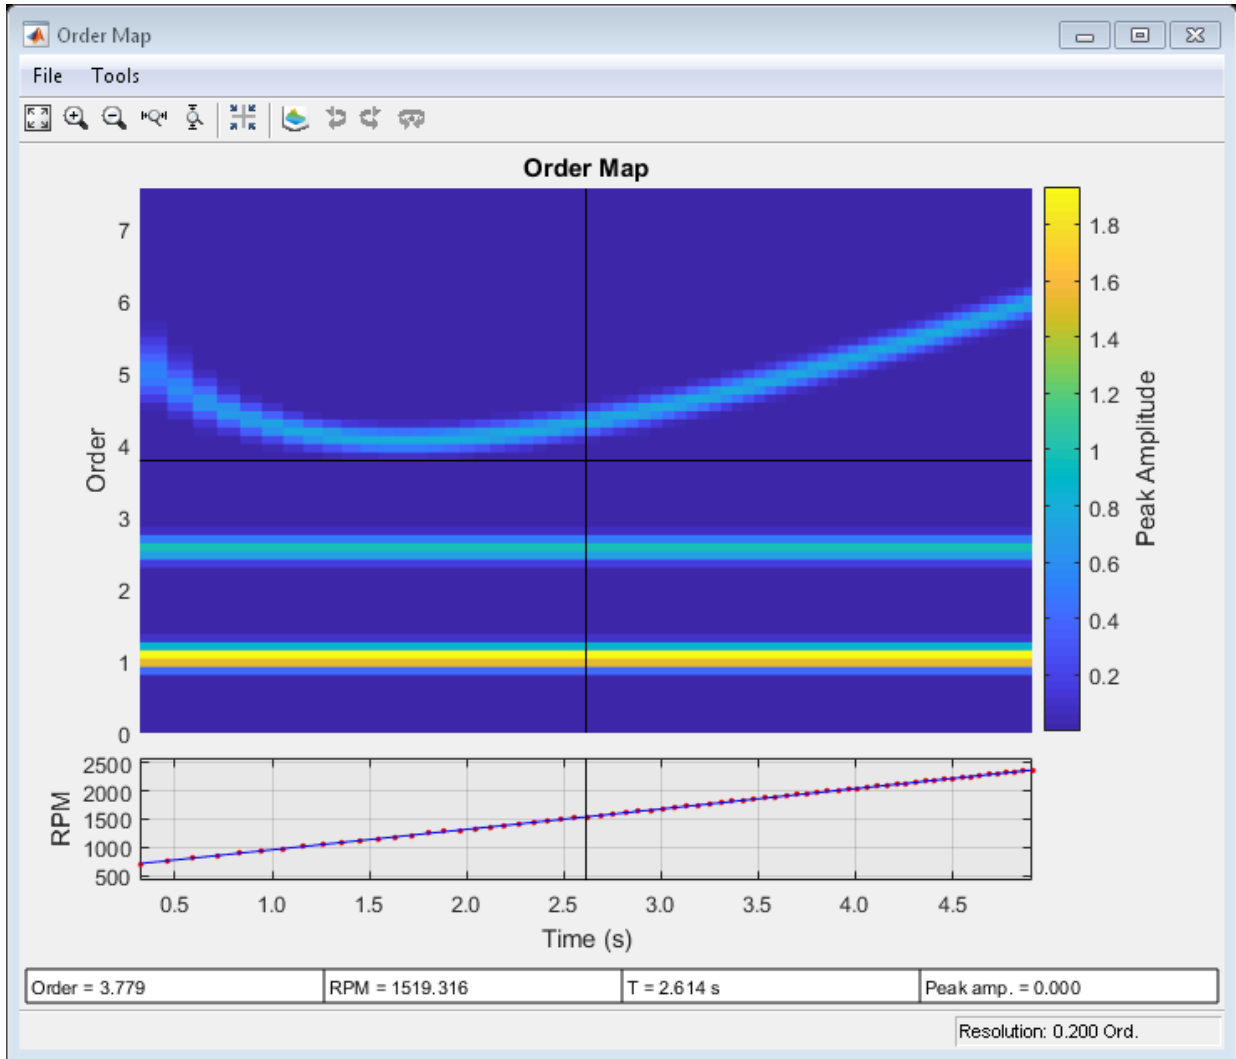 Order Map
File Tools
Order Map
7
6
5
4
3
2
1
0
Order
1.8
1.6
1.4
1.2
1
0.8
0.6
0.4
0.2
Peak Amplitude
2500
2000
1500
1000
500
RPM
0.5 1.0 1.5 2.0 2.5 3.0 3.5 4.0 4.5
Time (s)
Order = 3.779 RPM = 1519.316 T = 2.614 s Peak amp. = 0.000
Resolution: 0.200 Ord.